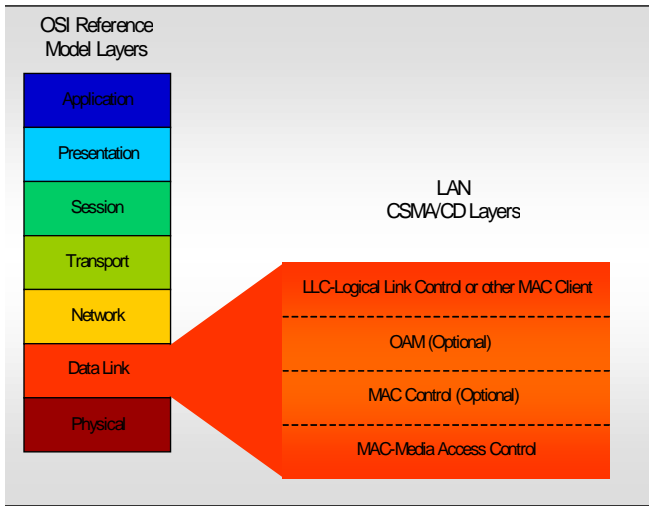 OSI Reference
Model Layers
Application
Presentation
Session
Transport
Network
Data Link
Physical
LAN
CSMA/CD Layers
LLC-Logical Link Control or other MAC Client
OAM (Optional)
MAC Control (Optional)
MAC-Media Access Control